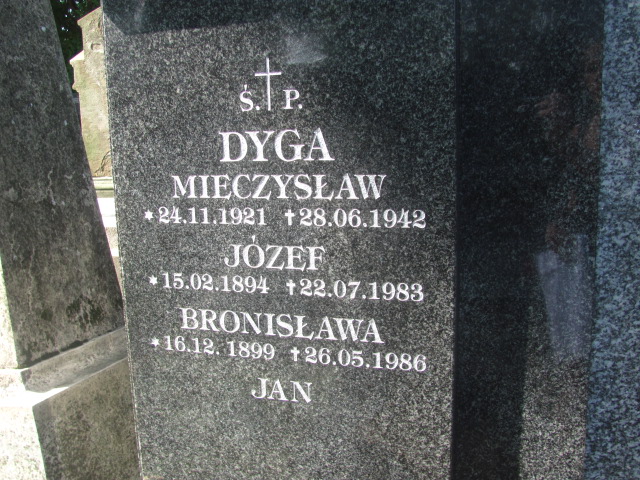 Ś. P.
DYGA
MIECZYSŁAW
* 24.11.1921 † 28.06.1942
JÓZEF
* 15.02.1894 † 22.07.1983
BRONISŁAWA
* 16.12. 1899 † 26.05.1986
JAN